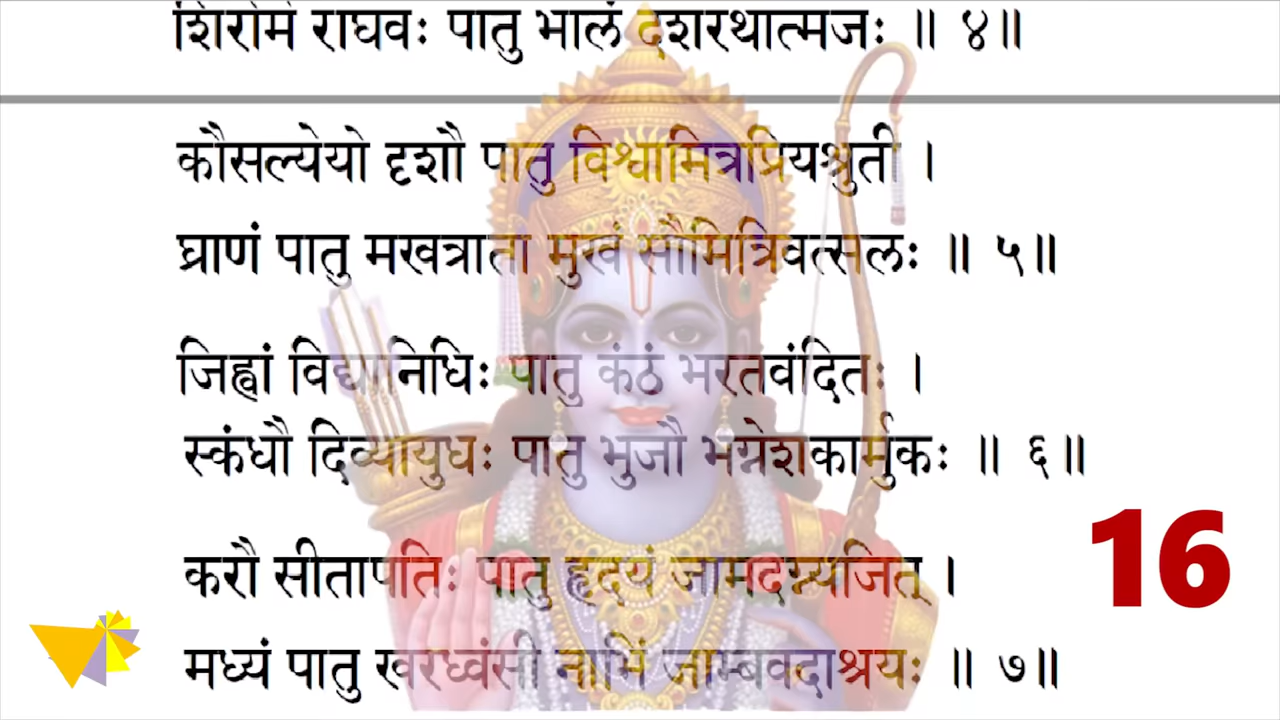 शिरोमे राघवः पातु भालं दशरथात्मजः ॥ ४॥
कौसल्येयो दृशौ पातु विश्वामित्रप्रियश्रुती ।
घ्राणं पातु मखत्राता मुखं सौमित्रिवत्सलः ॥ ५॥
जिह्वां विद्यानिधिः पातु कंठं भरतवंदितः ।
स्कंधौ दिव्यायुधः पातु भुजौ भग्नेशकार्मुकः ॥ ६॥
करौ सीतापतिः पातु हृदयं जामदग्न्यजित् ।
मध्यं पातु खरध्वंसी नाभिं जाम्बवदाश्रयः ॥ ७॥
16